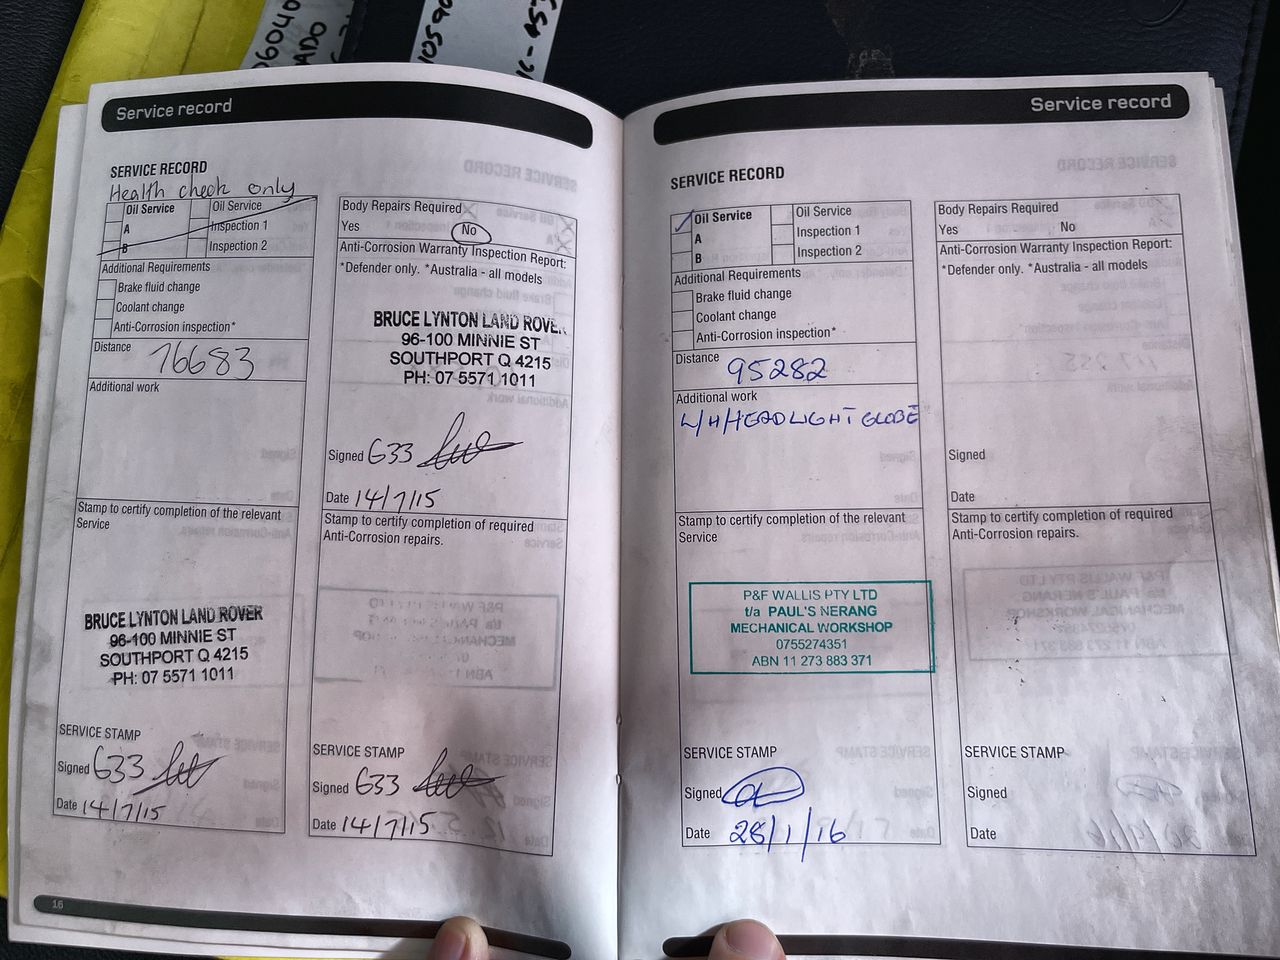 Service record
SERVICE RECORD
Health check only
Oil Service
A
B
Oil Service
Inspection 1
Inspection 2
Additional Requirements
Brake fluid change
Coolant change
Anti-Corrosion inspection*
Distance 76683
Additional work
Stamp to certify completion of the relevant
Service
BRUCE LYNTON LAND ROVER
96-100 MINNIE ST
SOUTHPORT Q 4215
PH: 07 5571 1011
SERVICE STAMP
Signed 633
Date 14/7/15
Body Repairs Required
Yes No
Anti-Corrosion Warranty Inspection Report:
*Defender only. *Australia - all models
BRUCE LYNTON LAND ROVE
96-100 MINNIE ST
SOUTHPORT Q 4215
PH: 07 5571 1011
Signed 633
Date 14/7/15
Stamp to certify completion of required
Anti-Corrosion repairs.
SERVICE STAMP
Signed 633
Date 14/7/15
16
Service record
SERVICE RECORD
Oil Service
A
B
Oil Service
Inspection 1
Inspection 2
Additional Requirements
Brake fluid change
Coolant change
Anti-Corrosion inspection*
Distance 95282
Additional work
L/H/HEADLIGHT GLOBE
Stamp to certify completion of the relevant
Service
P&F WALLIS PTY LTD
t/a PAUL'S NERANG
MECHANICAL WORKSHOP
0755274351
ABN 11 273 883 371
SERVICE STAMP
Signed
Date 28/1/16
Body Repairs Required
Yes No
Anti-Corrosion Warranty Inspection Report:
*Defender only. *Australia - all models
Signed
Date
Stamp to certify completion of required
Anti-Corrosion repairs.
SERVICE STAMP
Signed
Date